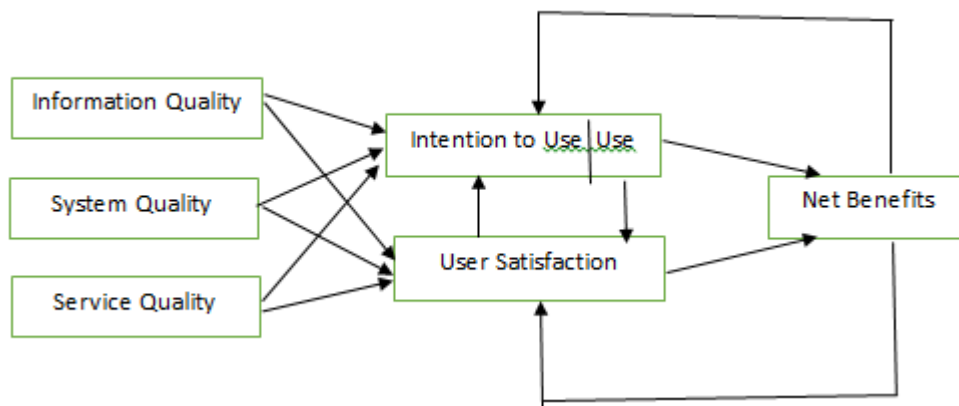 Information Quality
Intention to Use Use
System Quality
Net Benefits
User Satisfaction
Service Quality